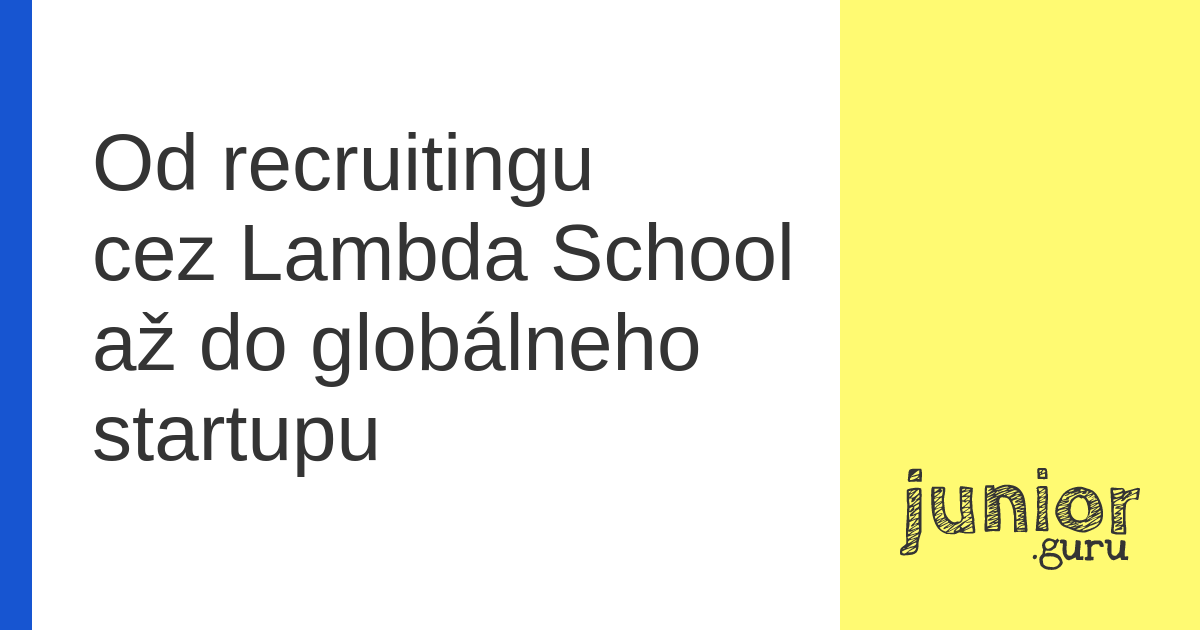 Od recruitingu
cez Lambda School
až do globálneho
startupu
junior
.guru